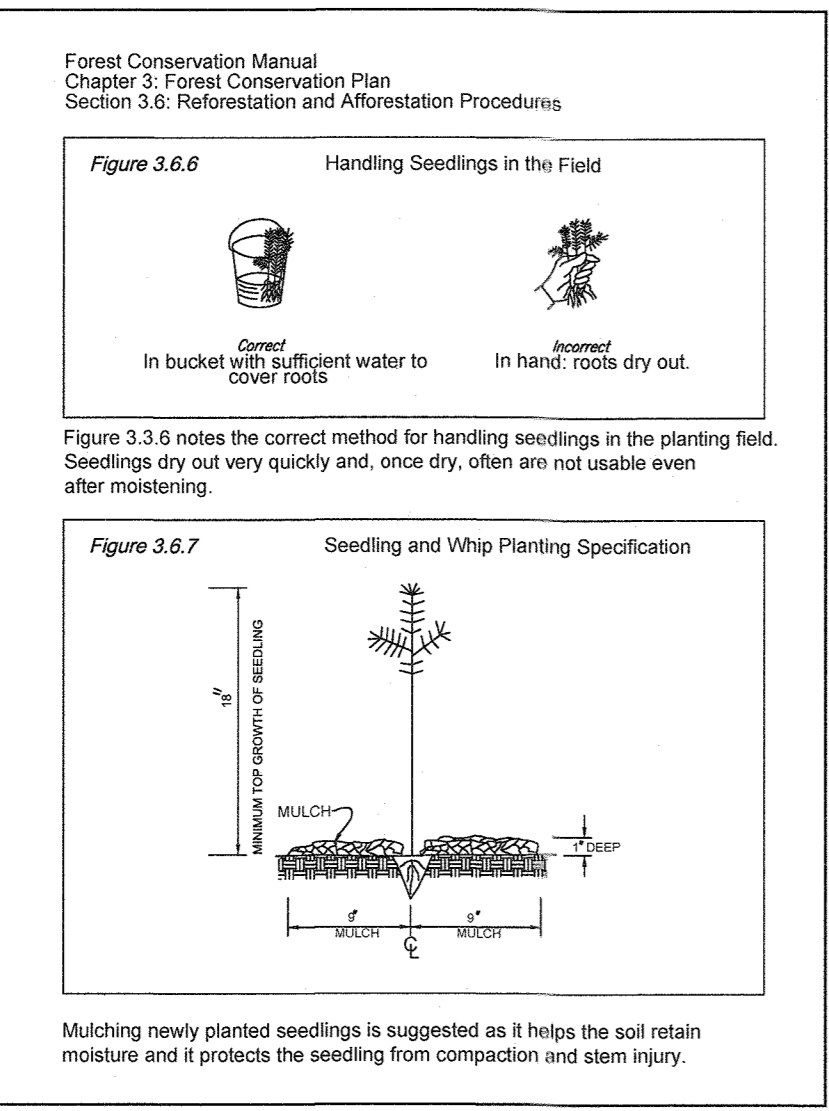 Forest Conservation Manual
Chapter 3: Forest Conservation Plan
Section 3.6: Reforestation and Afforestation Procedures
Figure 3.6.6 Handling Seedlings in the Field
Correct
In bucket with sufficient water to
cover roots
Incorrect
In hand: roots dry out.
Figure 3.3.6 notes the correct method for handling seedlings in the planting field.
Seedlings dry out very quickly and, once dry, often are not usable even
after moistening.
Figure 3.6.7 Seedling and Whip Planting Specification
18"
MINIMUM TOP GROWTH OF SEEDLING
MULCH
1" DEEP
9"
MULCH
9"
MULCH
℄
Mulching newly planted seedlings is suggested as it helps the soil retain
moisture and it protects the seedling from compaction and stem injury.